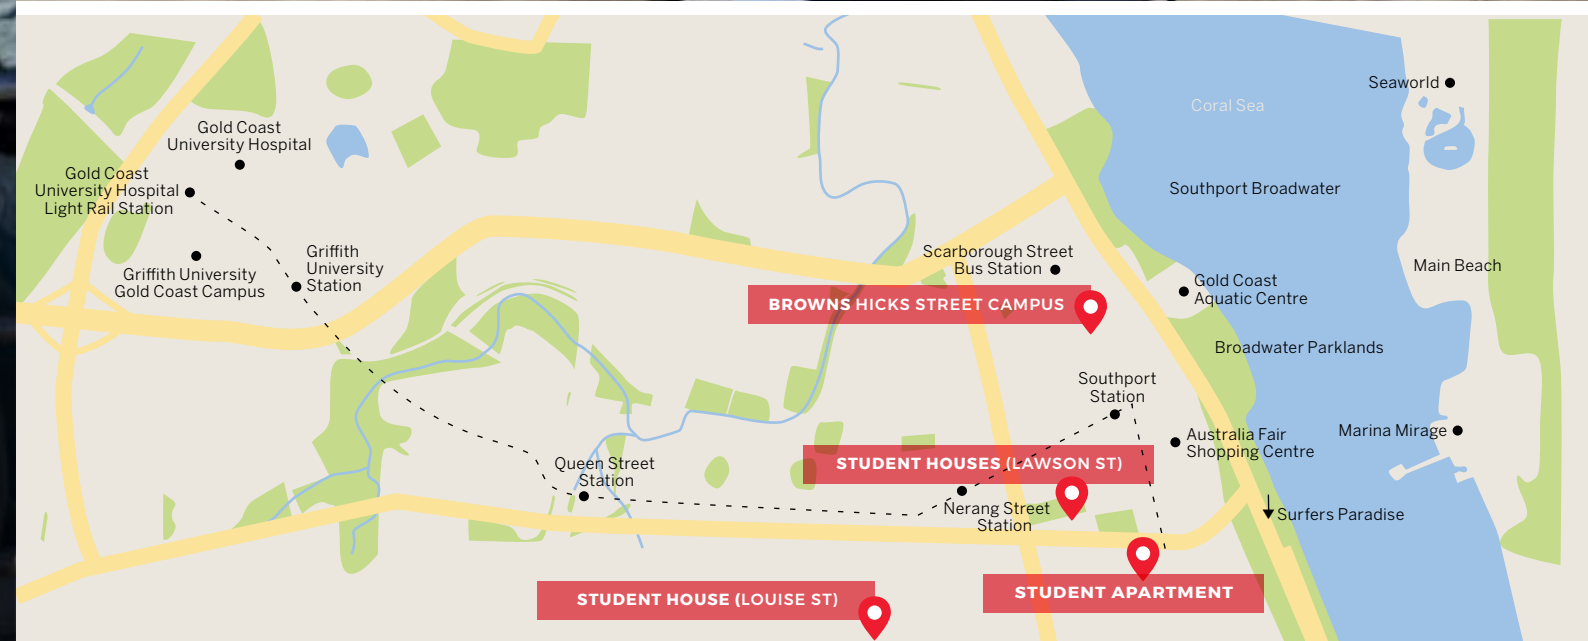 Seaworld
Coral Sea
Gold Coast
University Hospital
Gold Coast
University Hospital
Light Rail Station
Southport Broadwater
Griffith
University
Station
Scarborough Street
Bus Station
Main Beach
Griffith University
Gold Coast Campus
Gold Coast
Aquatic Centre
BROWNS HICKS STREET CAMPUS
Broadwater Parklands
Southport
Station
Australia Fair
Shopping Centre
Marina Mirage
Queen Street
Station
STUDENT HOUSES (LAWSON ST)
Nerang Street
Station
Surfers Paradise
STUDENT HOUSE (LOUISE ST)
STUDENT APARTMENT